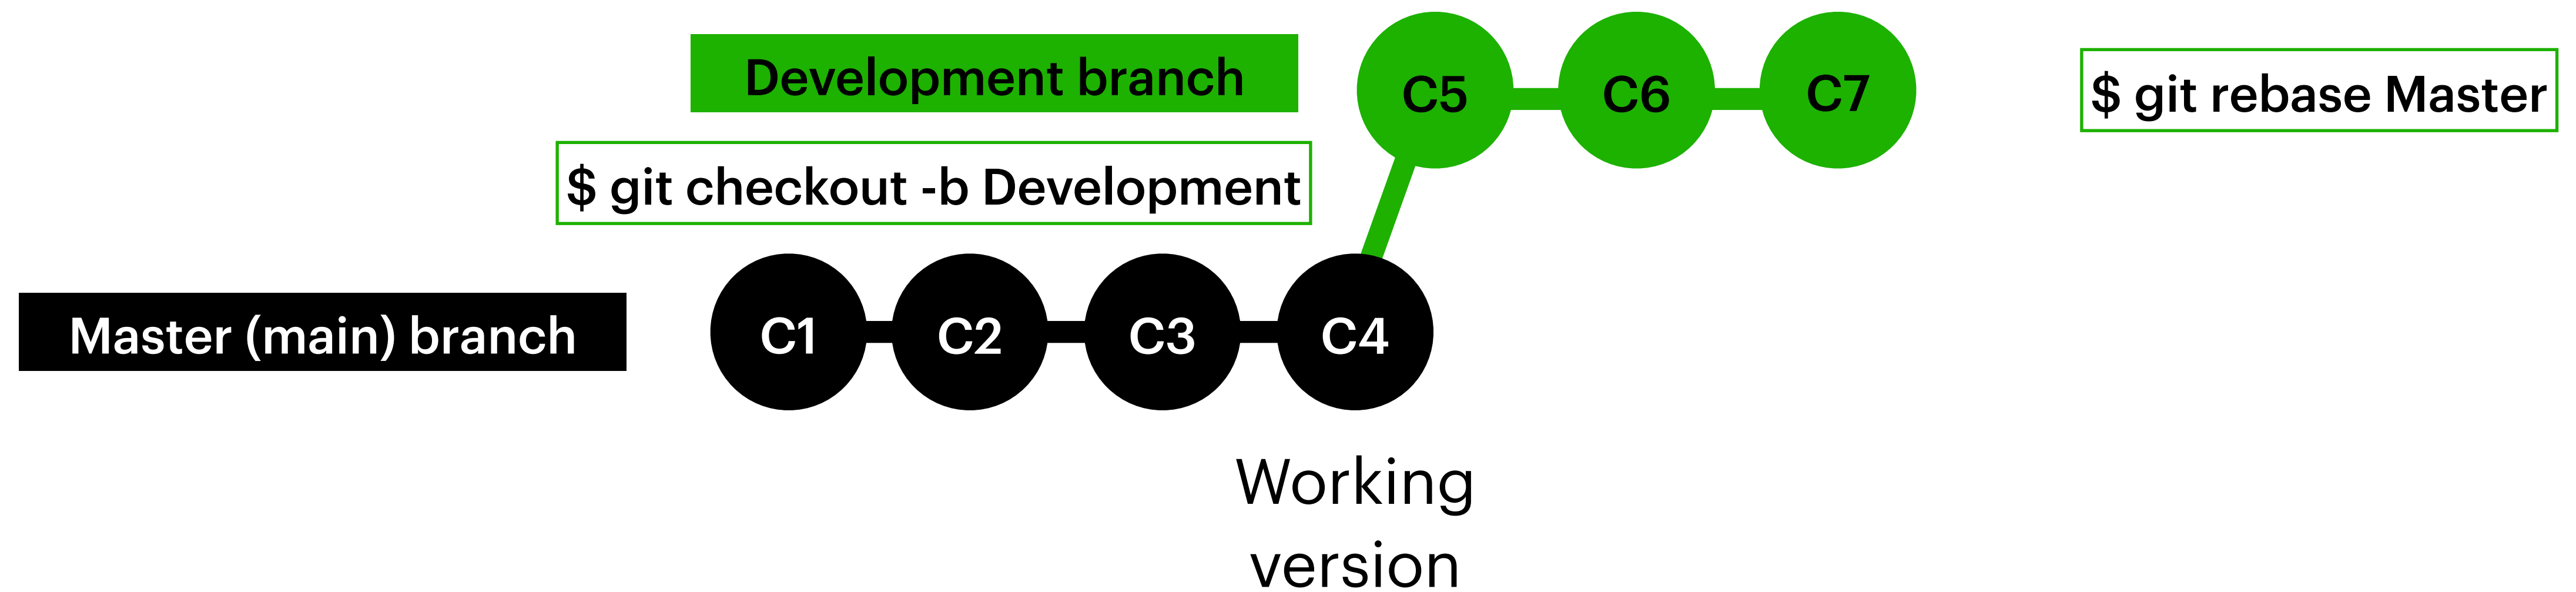 Development branch
C5
C6
C7
$ git rebase Master
$ git checkout -b Development
Master (main) branch
C1
C2
C3
C4
Working
version